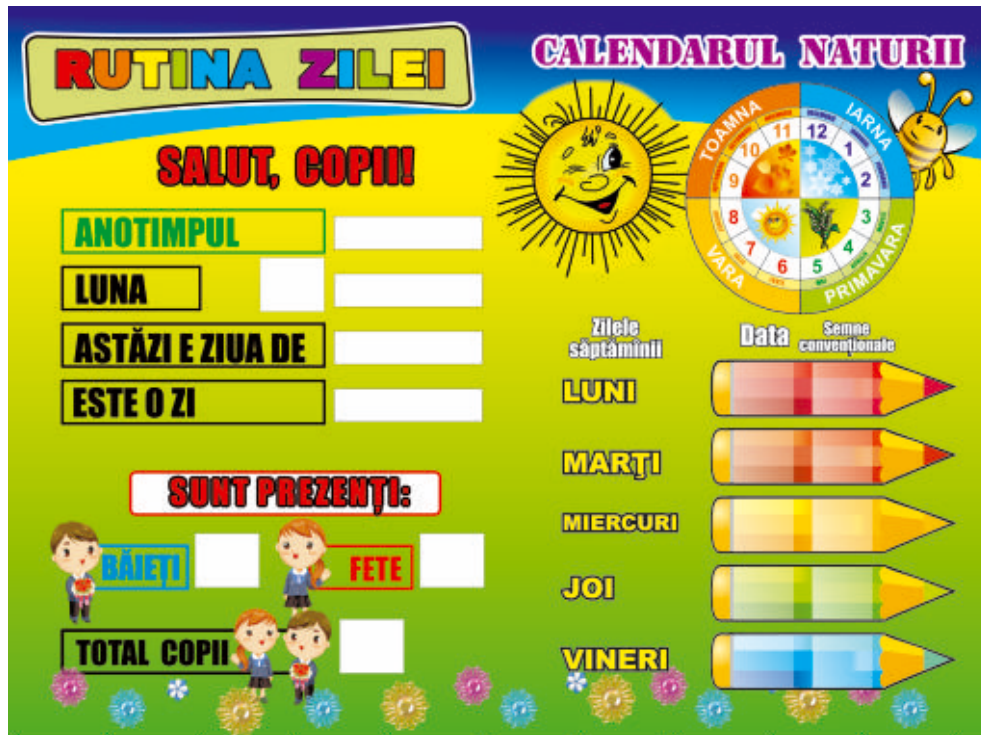 RUTINA ZILEI
SALUT, COPII!
ANOTIMPUL
LUNA
ASTĂZI E ZIUA DE
ESTE O ZI
SUNT PREZENȚI:
BĂIEȚI
FETE
TOTAL COPII
CALENDARUL NATURII
TOAMNA
IARNA
VARA
PRIMAVARA
12
1
2
3
4
5
6
7
8
9
10
11
Zilele
săptămînii
Data
Semne
convenționale
LUNI
MARŢI
MIERCURI
JOI
VINERI